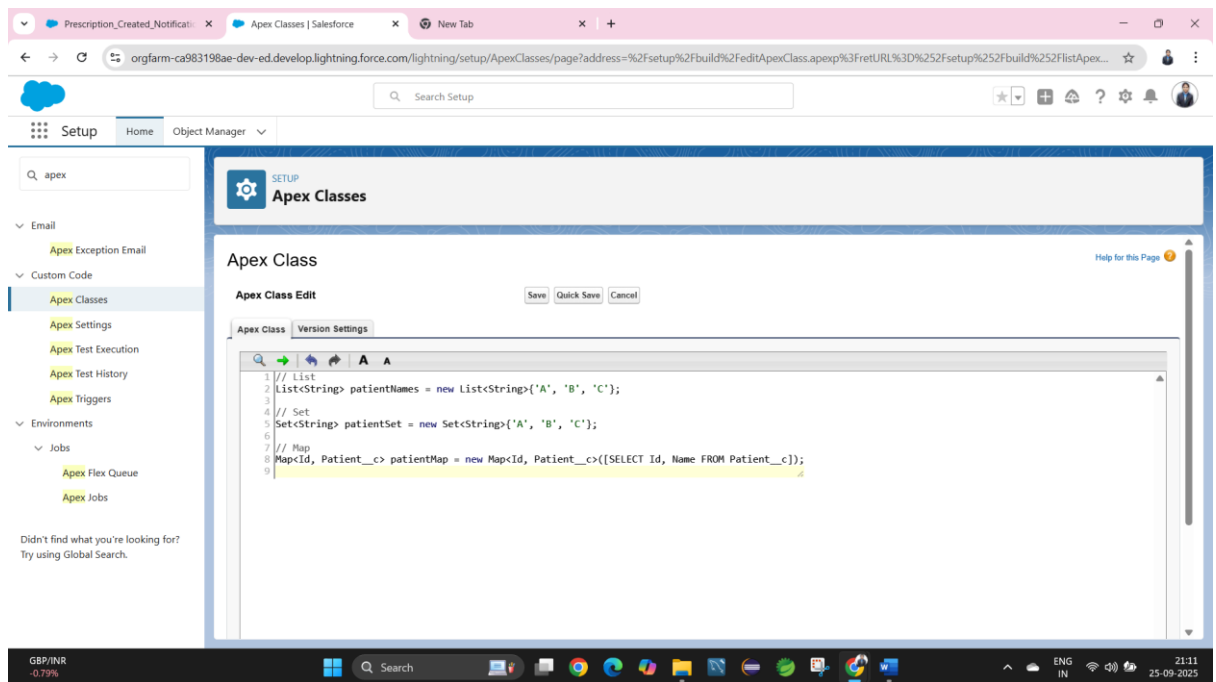 Prescription_Created_Notificatio
Apex Classes | Salesforce
New Tab
orgfarm-ca983198ae-dev-ed.develop.lightning.force.com/lightning/setup/ApexClasses/page?address=%2Fsetup%2Fbuild%2FeditApexClass.apexp%3FretURL%3D%252Fsetup%252Fbuild%252FlistApex...
Search Setup
Setup
Home
Object Manager
apex
Email
Apex Exception Email
Custom Code
Apex Classes
Apex Settings
Apex Test Execution
Apex Test History
Apex Triggers
Environments
Jobs
Apex Flex Queue
Apex Jobs
Didn't find what you're looking for?
Try using Global Search.
SETUP
Apex Classes
Apex Class
Help for this Page
Apex Class Edit
Save Quick Save Cancel
Apex Class Version Settings
A A
1 // List
2 List<String> patientNames = new List<String>{'A', 'B', 'C'};
3
4 // Set
5 Set<String> patientSet = new Set<String>{'A', 'B', 'C'};
6
7 // Map
8 Map<Id, Patient__c> patientMap = new Map<Id, Patient__c>([SELECT Id, Name FROM Patient__c]);
9
GBP/INR
-0.79%
Search
ENG
IN
21:11
25-09-2025